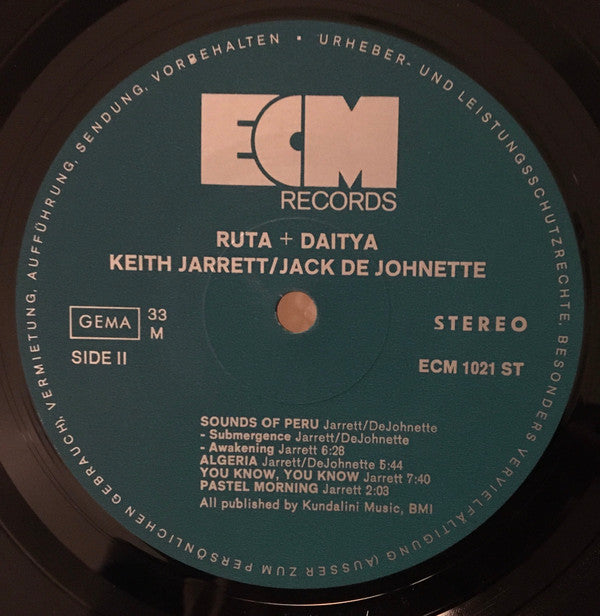 URHEBER- UND LEISTUNGSSCHUTZRECHTE, BESONDERS VERVIELFÄLTIGUNG (AUSSER ZUM PERSÖNLICHEN GEBRAUCH), VERMIETUNG, AUFFÜHRUNG, SENDUNG, VORBEHALTEN •
ECM
RECORDS
RUTA + DAITYA
KEITH JARRETT/JACK DE JOHNETTE
GEMA 33 M
STEREO
SIDE II
ECM 1021 ST
SOUNDS OF PERU Jarrett/DeJohnette
- Submergence Jarrett/DeJohnette
- Awakening Jarrett 6:26
ALGERIA Jarrett/DeJohnette 5:44
YOU KNOW, YOU KNOW Jarrett 7:40
PASTEL MORNING Jarrett 2:03
All published by Kundalini Music, BMI